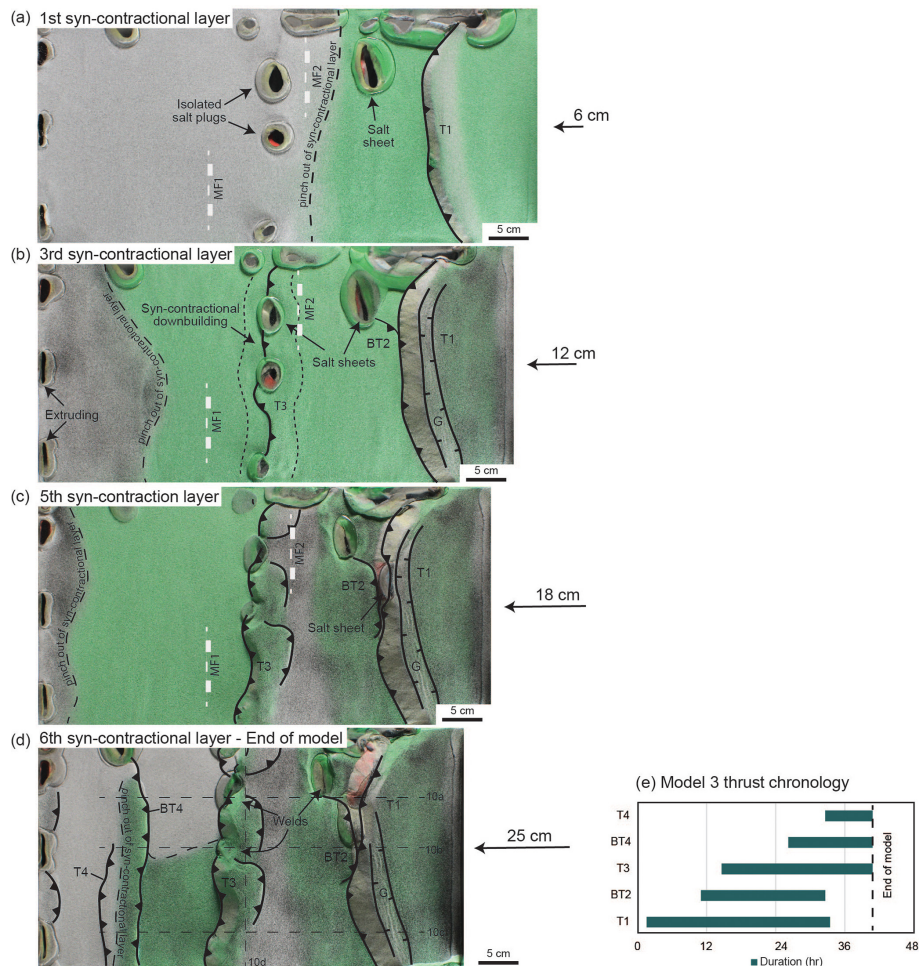 (a) 1st syn-contractional layer
MF2
pinch out of syn-contractional layer
Isolated
salt plugs
Salt
sheet
T1
MF1
6 cm
5 cm
(b) 3rd syn-contractional layer
pinch out of syn-contractional layer
Syn-contractional
downbuilding
MF2
Salt sheets
BT2
T1
T3
MF1
Extruding
G
12 cm
5 cm
(c) 5th syn-contraction layer
pinch out of syn-contractional layer
MF2
BT2
T1
Salt sheet
T3
MF1
G
18 cm
5 cm
(d) 6th syn-contractional layer - End of model
pinch out of syn-contractional layer
BT4
10a
T1
Welds
10b
BT2
T4
T3
G
10c
10d
25 cm
5 cm
(e) Model 3 thrust chronology
T4
BT4
T3
BT2
T1
End of model
0 12 24 36 48
Duration (hr)